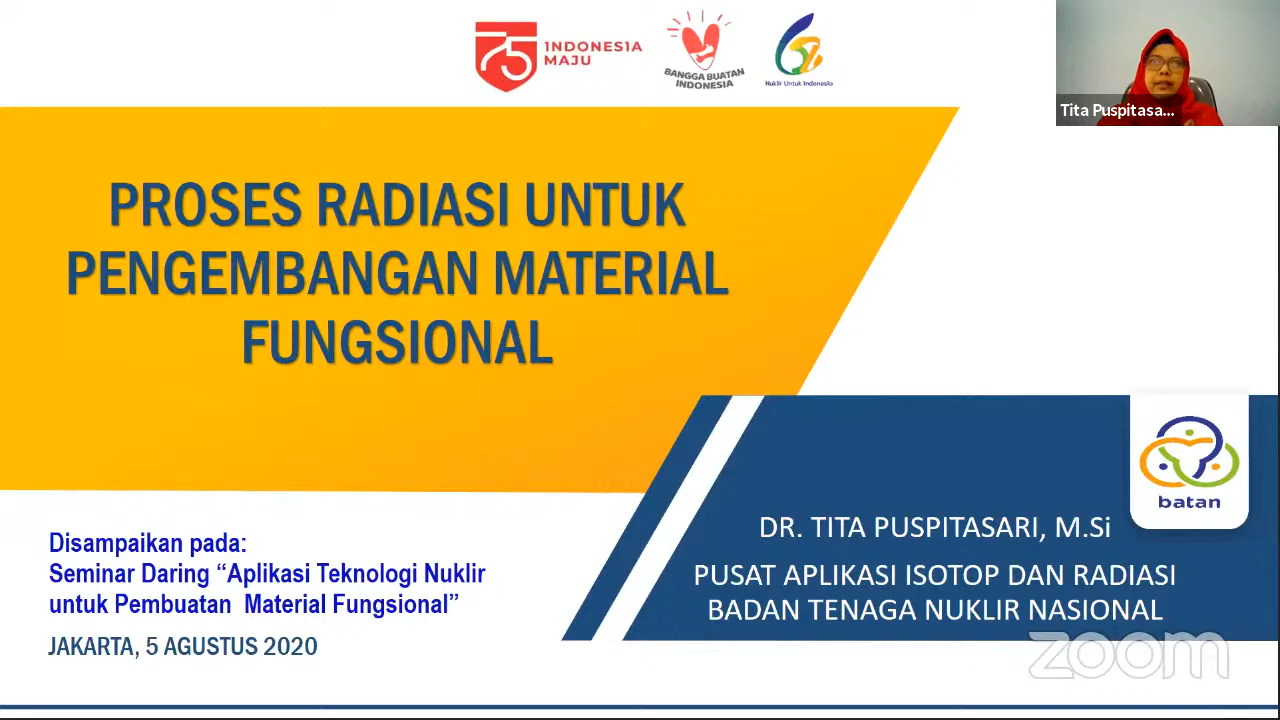 75 INDONESIA
MAJU
BANGGA BUATAN
INDONESIA
Nuklir Untuk Indonesia
Tita Puspitasa...
PROSES RADIASI UNTUK
PENGEMBANGAN MATERIAL
FUNGSIONAL
batan
Disampaikan pada:
Seminar Daring “Aplikasi Teknologi Nuklir
untuk Pembuatan Material Fungsional”
JAKARTA, 5 AGUSTUS 2020
DR. TITA PUSPITASARI, M.Si
PUSAT APLIKASI ISOTOP DAN RADIASI
BADAN TENAGA NUKLIR NASIONAL
zoom